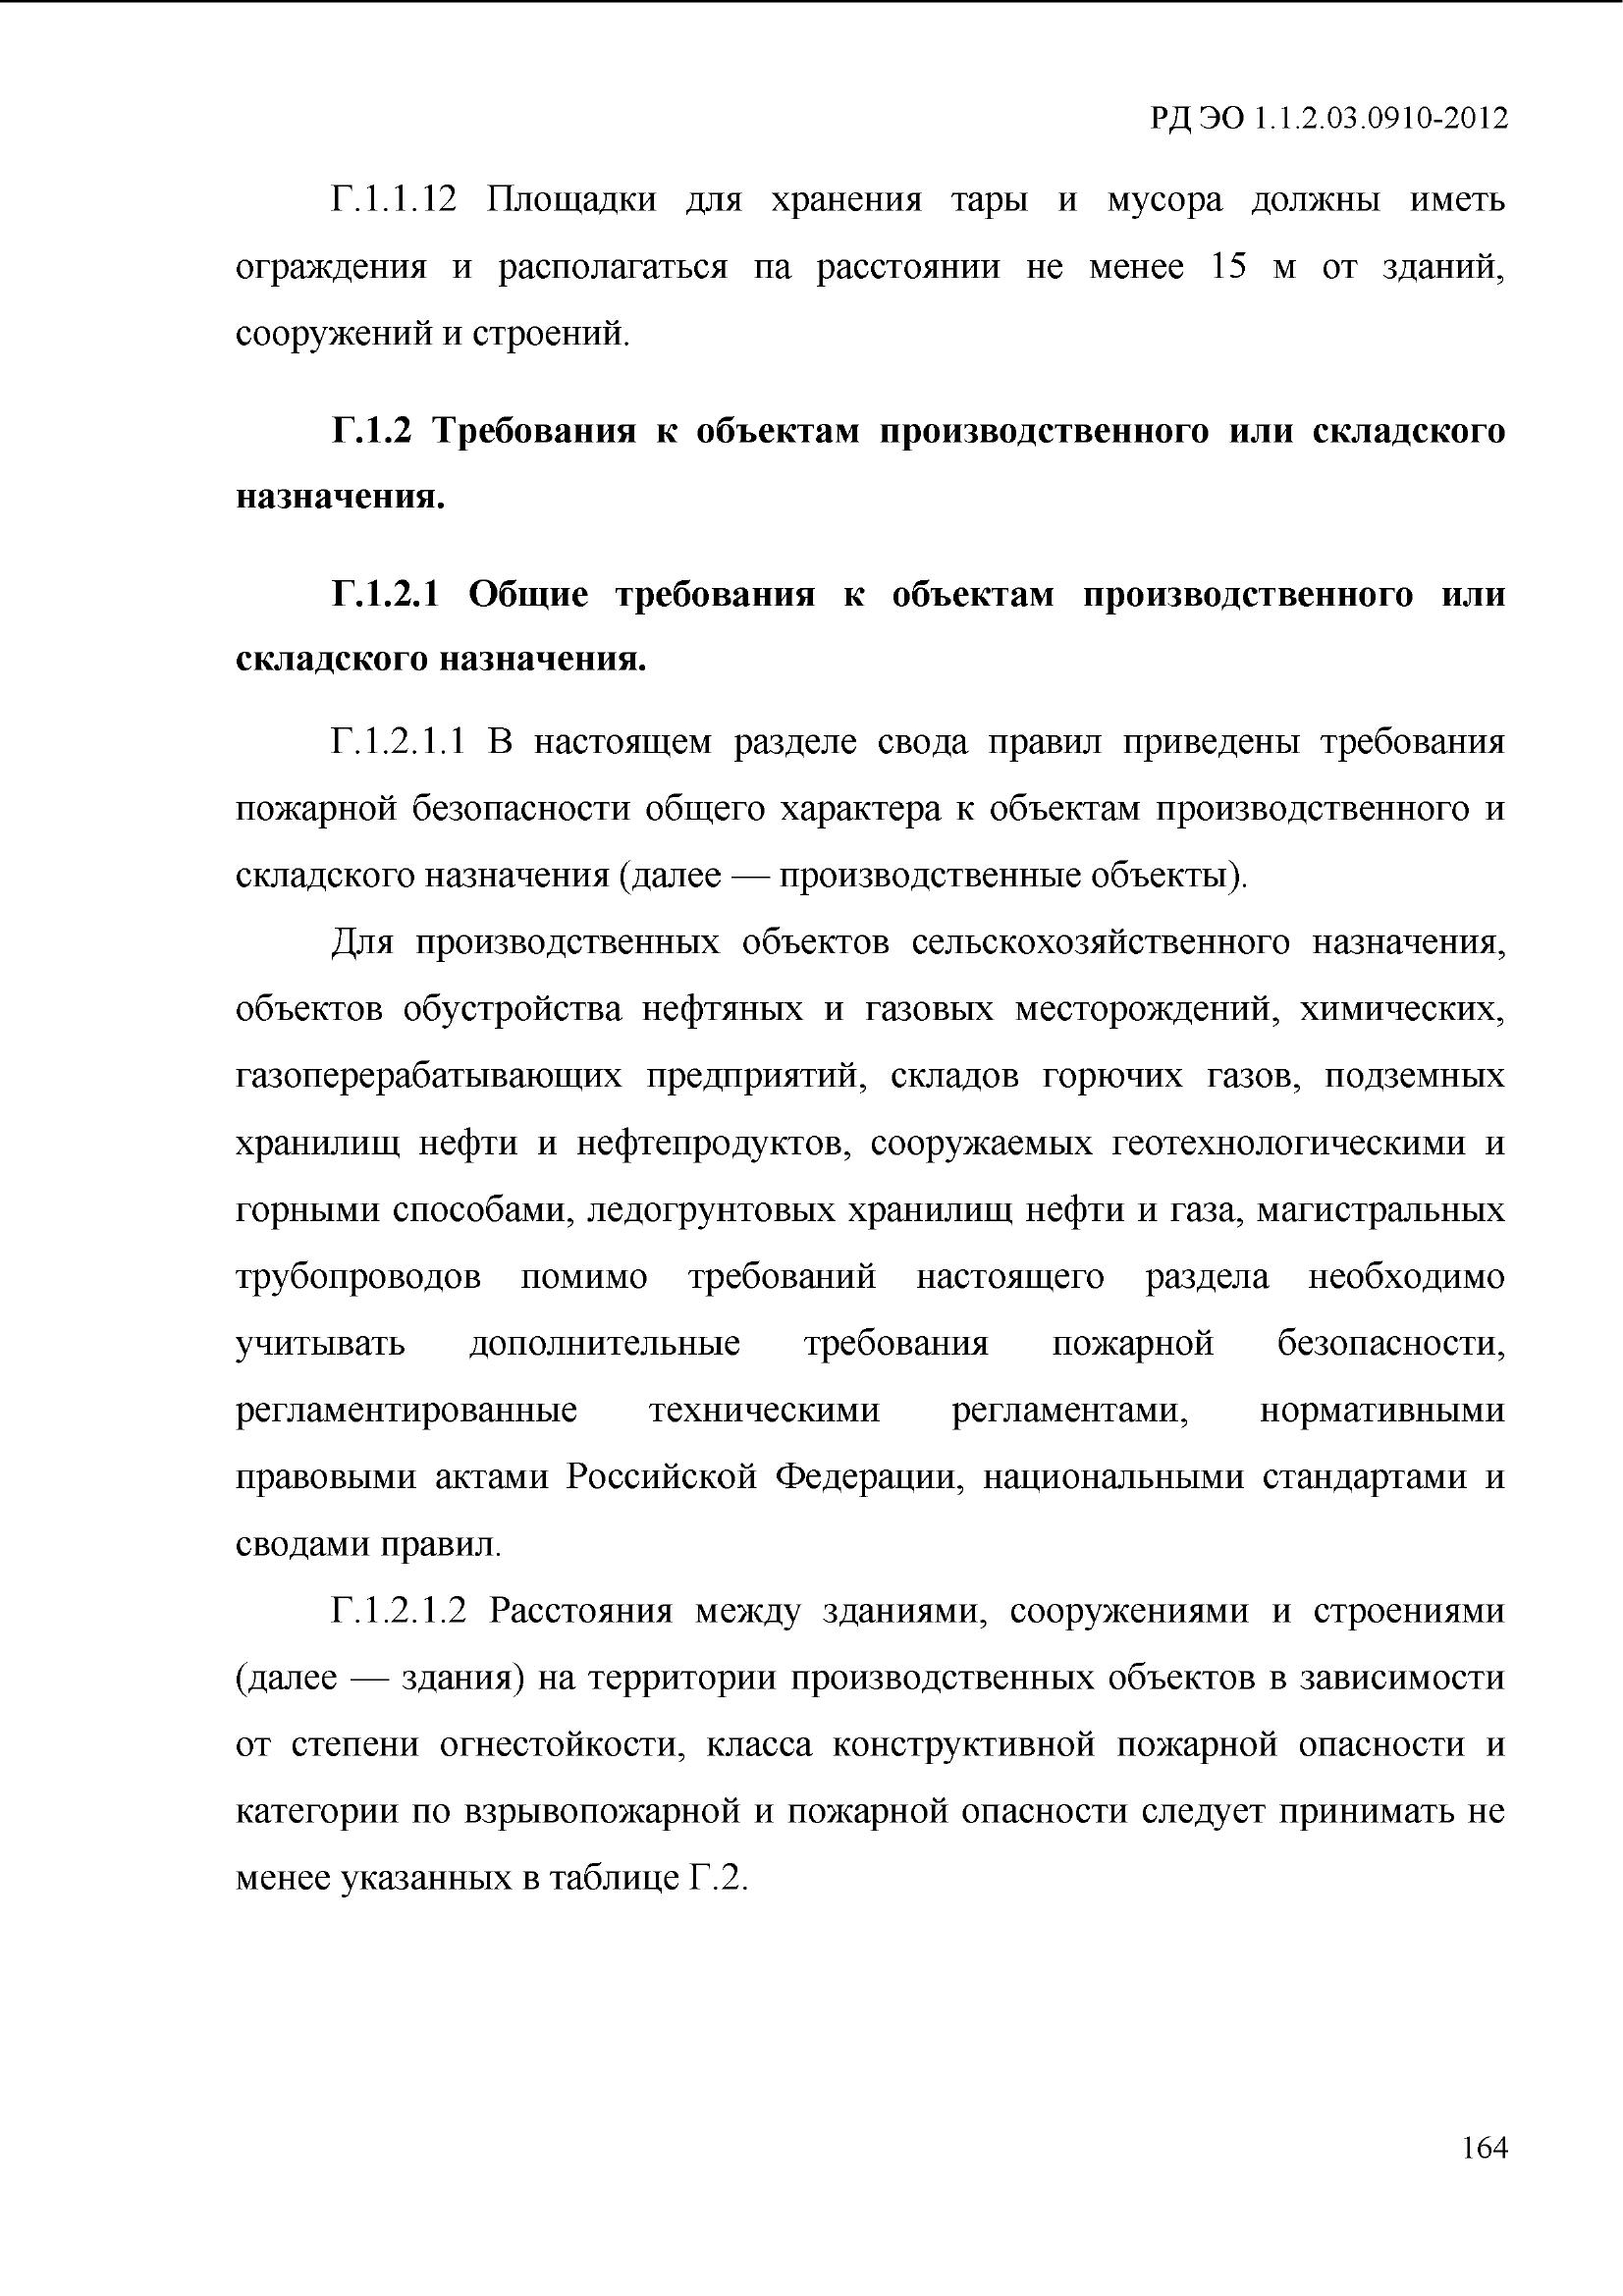 РД ЭО 1.1.2.03.0910-2012
Г.1.1.12 Площадки для хранения тары и мусора должны иметь
ограждения и располагаться па расстоянии не менее 15 м от зданий,
сооружений и строений.
Г.1.2 Требования к объектам производственного или складского
назначения.
Г.1.2.1 Общие требования к объектам производственного или
складского назначения.
Г.1.2.1.1 В настоящем разделе свода правил приведены требования
пожарной безопасности общего характера к объектам производственного и
складского назначения (далее — производственные объекты).
Для производственных объектов сельскохозяйственного назначения,
объектов обустройства нефтяных и газовых месторождений, химических,
газоперерабатывающих предприятий, складов горючих газов, подземных
хранилищ нефти и нефтепродуктов, сооружаемых геотехнологическими и
горными способами, ледогрунтовых хранилищ нефти и газа, магистральных
трубопроводов помимо требований настоящего раздела необходимо
учитывать дополнительные требования пожарной безопасности,
регламентированные техническими регламентами, нормативными
правовыми актами Российской Федерации, национальными стандартами и
сводами правил.
Г.1.2.1.2 Расстояния между зданиями, сооружениями и строениями
(далее — здания) на территории производственных объектов в зависимости
от степени огнестойкости, класса конструктивной пожарной опасности и
категории по взрывопожарной и пожарной опасности следует принимать не
менее указанных в таблице Г.2.
164